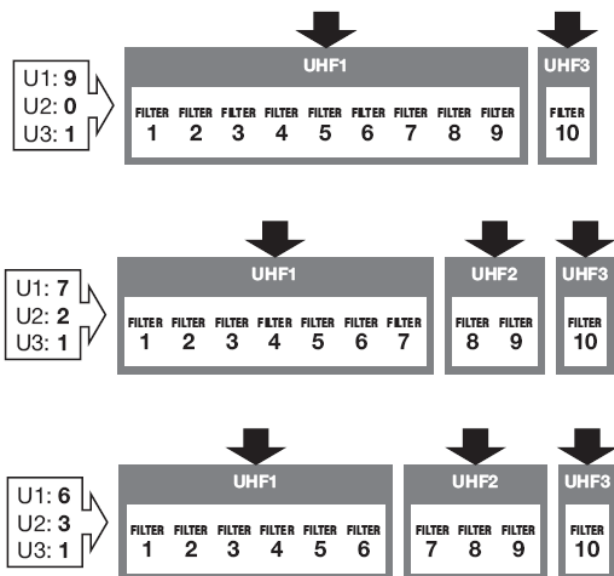 UHF1 UHF3
U1: 9
U2: 0
U3: 1
FILTER FILTER FILTER FILTER FILTER FILTER FILTER FILTER FILTER FILTER
1 2 3 4 5 6 7 8 9 10
UHF1 UHF2 UHF3
U1: 7
U2: 2
U3: 1
FILTER FILTER FILTER FILTER FILTER FILTER FILTER FILTER FILTER FILTER
1 2 3 4 5 6 7 8 9 10
UHF1 UHF2 UHF3
U1: 6
U2: 3
U3: 1
FILTER FILTER FILTER FILTER FILTER FILTER FILTER FILTER FILTER FILTER
1 2 3 4 5 6 7 8 9 10